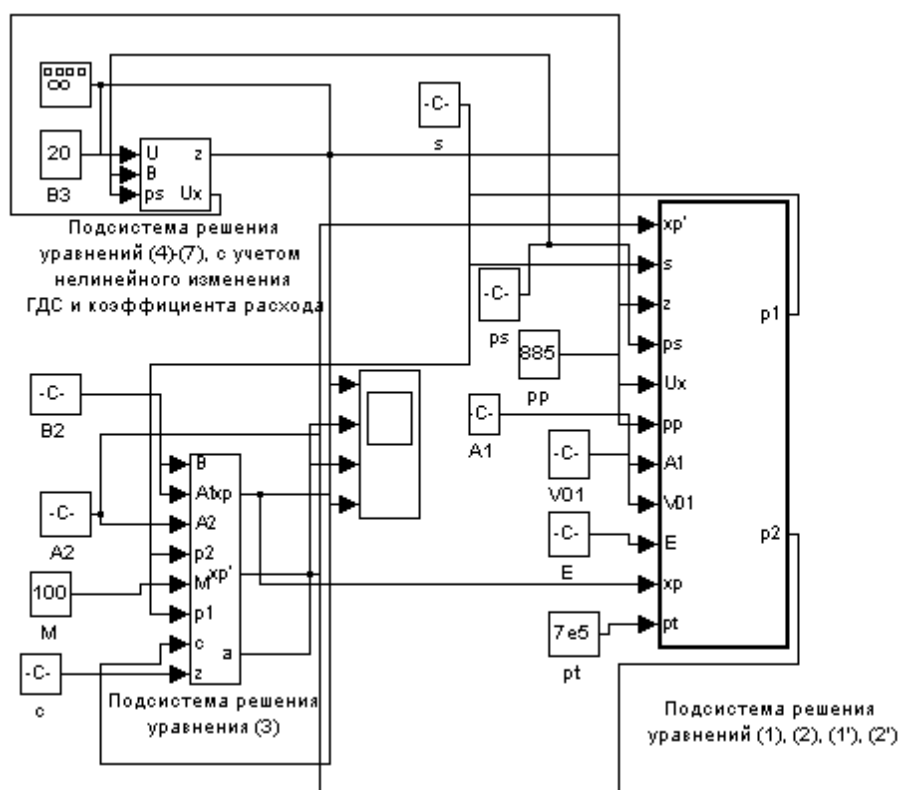 -C-
s
20
B3
U
z
B
ps
Ux
Подсистема решения
уравнений (4)-(7), с учетом
нелинейного изменения
ГДС и коэффициента расхода
-C-
ps
885
pp
-C-
A1
-C-
V01
-C-
E
7e5
pt
xp'
s
z
ps
Ux
pp
A1
V01
E
xp
pt
p1
p2
Подсистема решения
уравнений (1), (2), (1'), (2')
-C-
B2
-C-
A2
100
M
-C-
c
B
A1
A2
p2
M
p1
c
z
xp
xp'
a
Подсистема решения
уравнения (3)